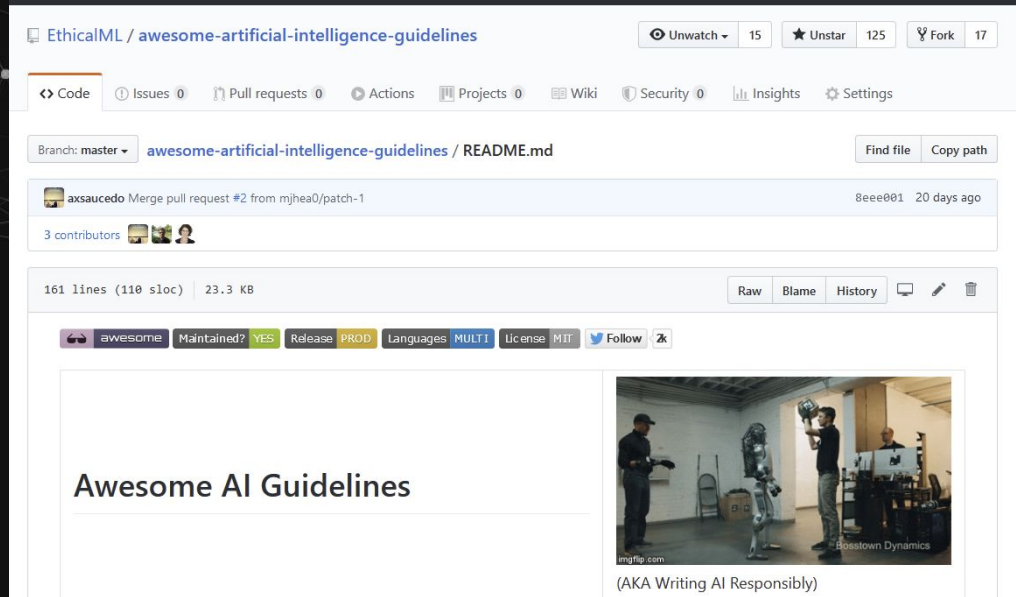 EthicalML / awesome-artificial-intelligence-guidelines
Unwatch 15 Unstar 125 Fork 17
Code Issues 0 Pull requests 0 Actions Projects 0 Wiki Security 0 Insights Settings
Branch: master awesome-artificial-intelligence-guidelines / README.md Find file Copy path
axsaucedo Merge pull request #2 from mjhea0/patch-1 8eee001 20 days ago
3 contributors
161 lines (110 sloc) 23.3 KB Raw Blame History
awesome Maintained? YES Release PROD Languages MULTI License MIT Follow 2k
Awesome AI Guidelines
Bosstown Dynamics
imgflip.com
(AKA Writing AI Responsibly)